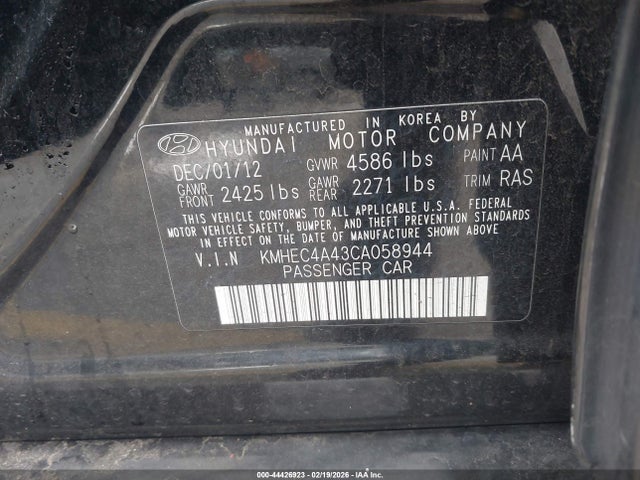 MANUFACTURED IN KOREA BY
HYUNDAI MOTOR COMPANY
DEC/01/12 GVWR 4586 lbs PAINT AA
GAWR FRONT 2425 lbs GAWR REAR 2271 lbs TRIM RAS
THIS VEHICLE CONFORMS TO ALL APPLICABLE U.S.A. FEDERAL
MOTOR VEHICLE SAFETY, BUMPER, AND THEFT PREVENTION STANDARDS
IN EFFECT ON THE DATE OF MANUFACTURE SHOWN ABOVE
V.I.N KMHEC4A43CA058944
PASSENGER CAR
000-44426923 - 02/19/2026 - IAA Holdings, LLC.